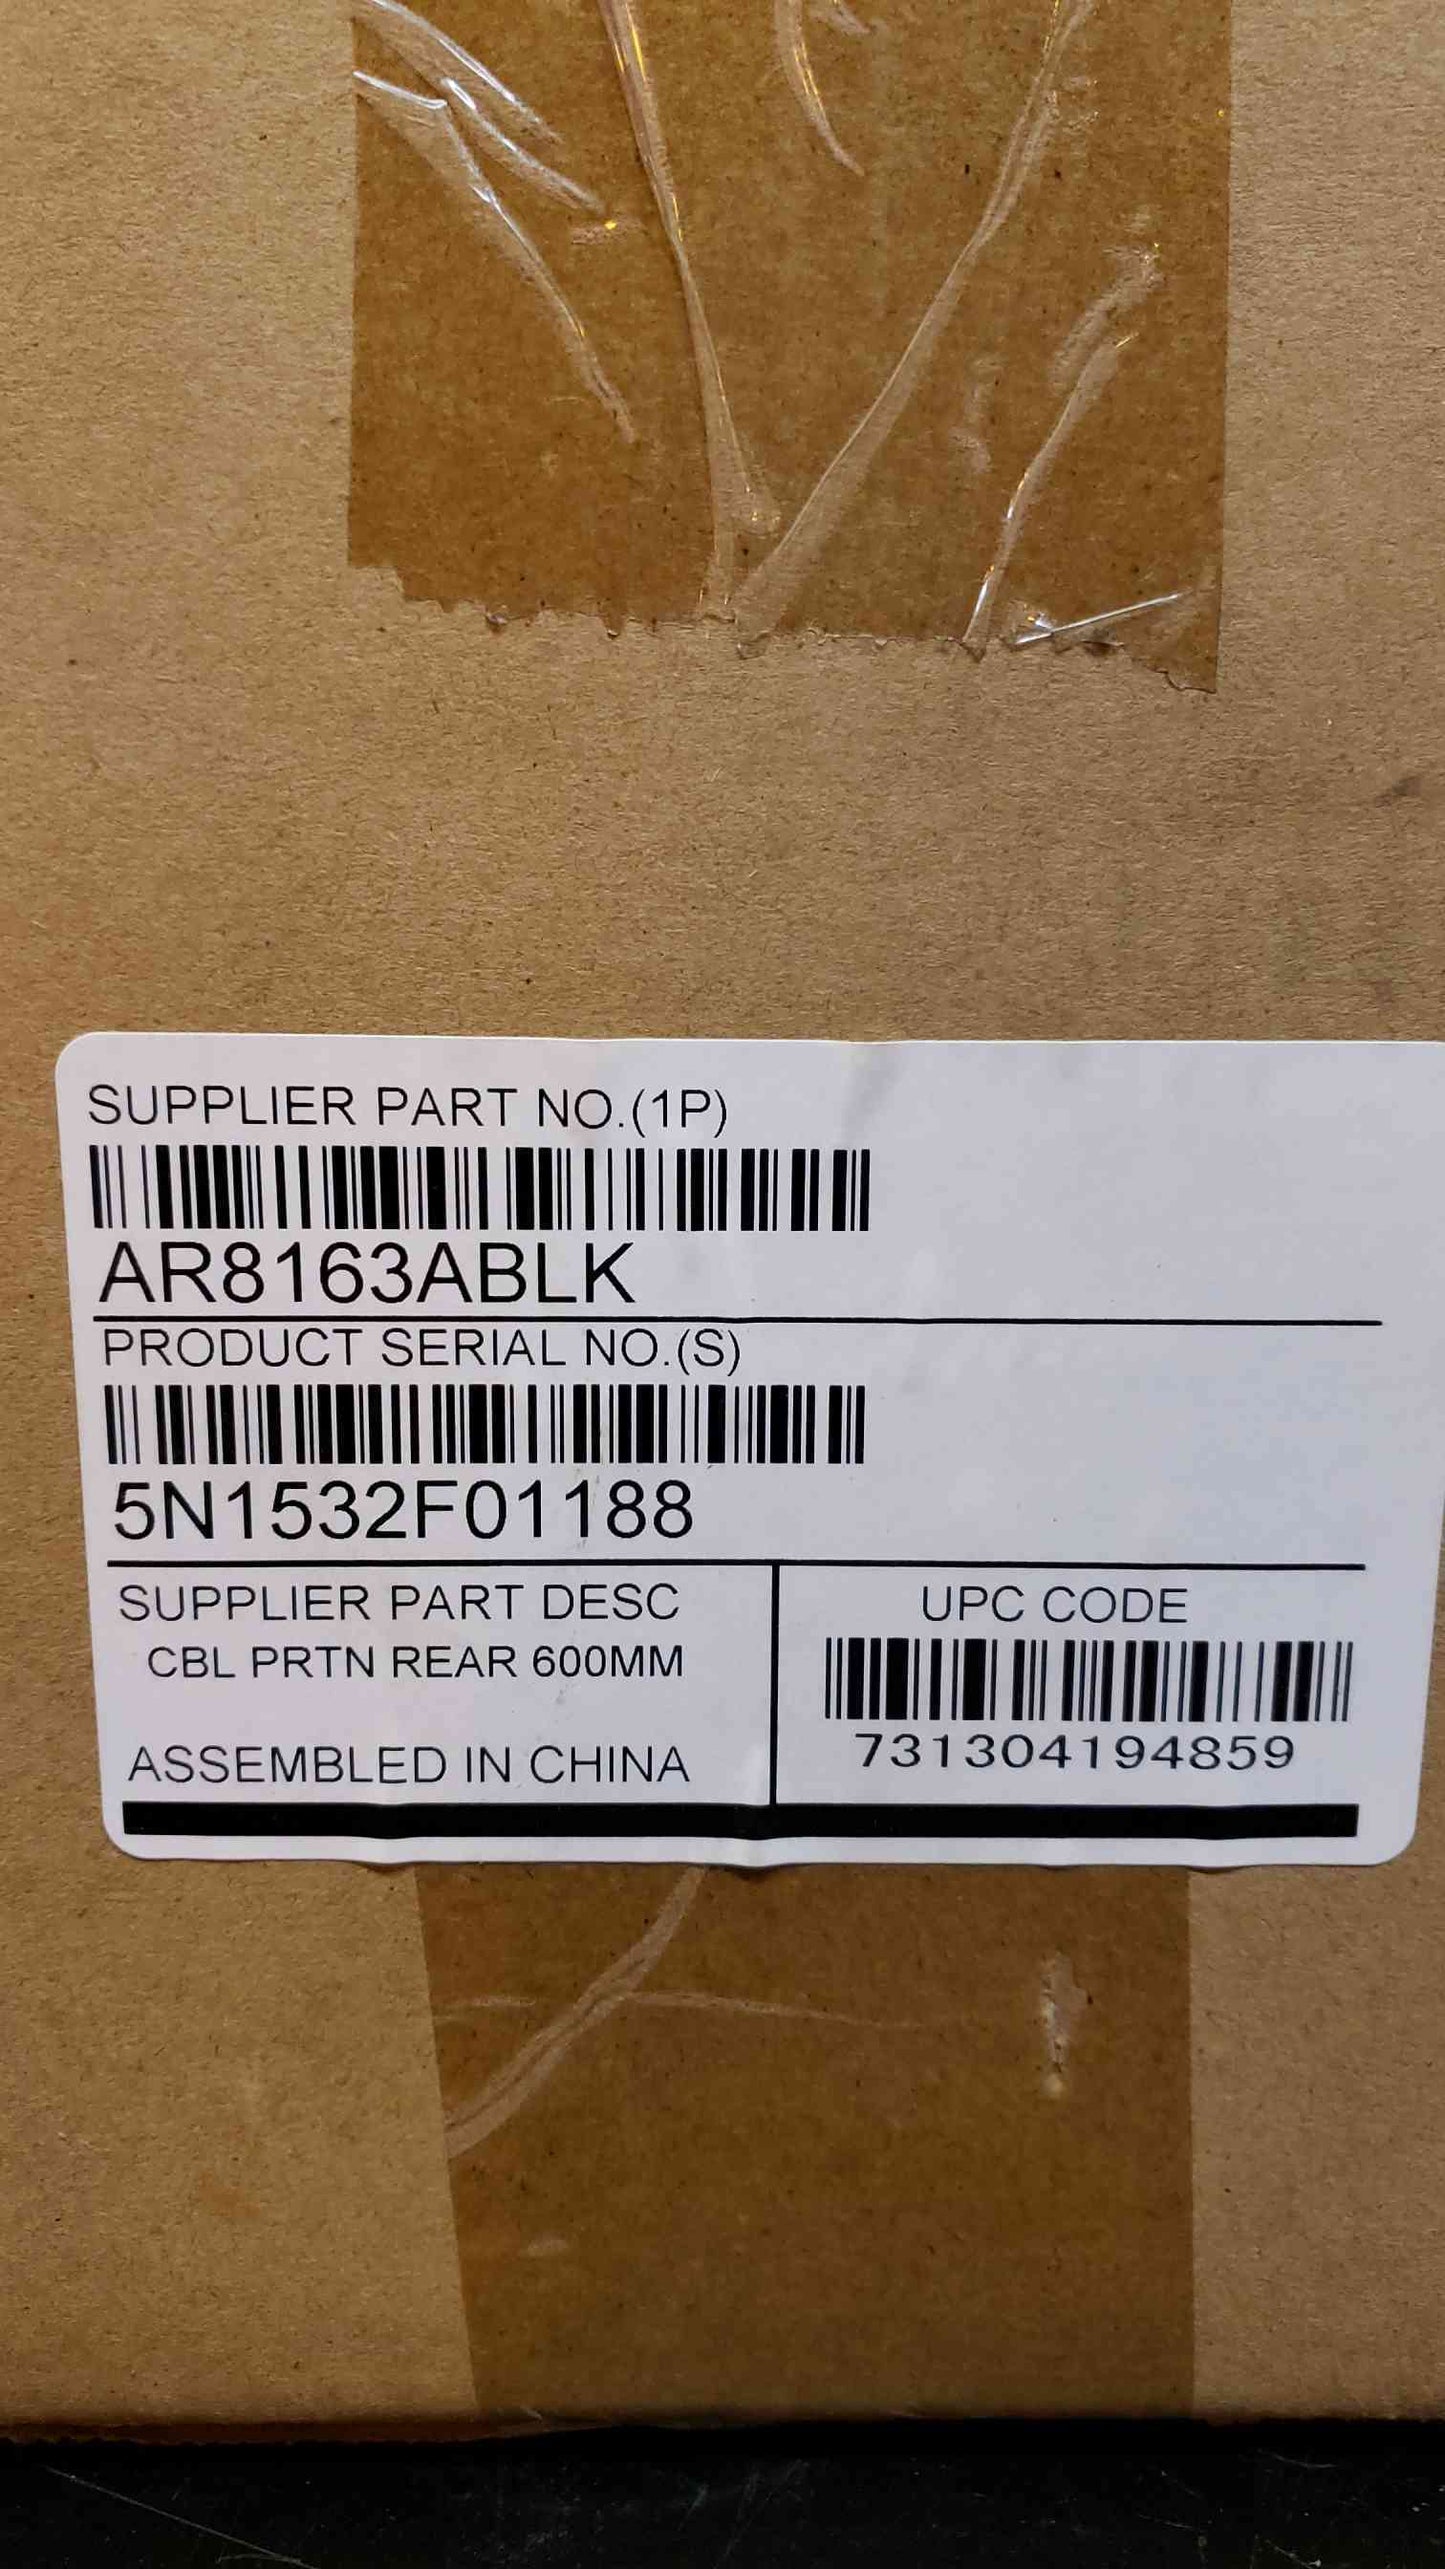 SUPPLIER PART NO.(1P)
AR8163ABLK
PRODUCT SERIAL NO.(S)
5N1532F01188
SUPPLIER PART DESC
CBL PRTN REAR 600MM
ASSEMBLED IN CHINA
UPC CODE
731304194859